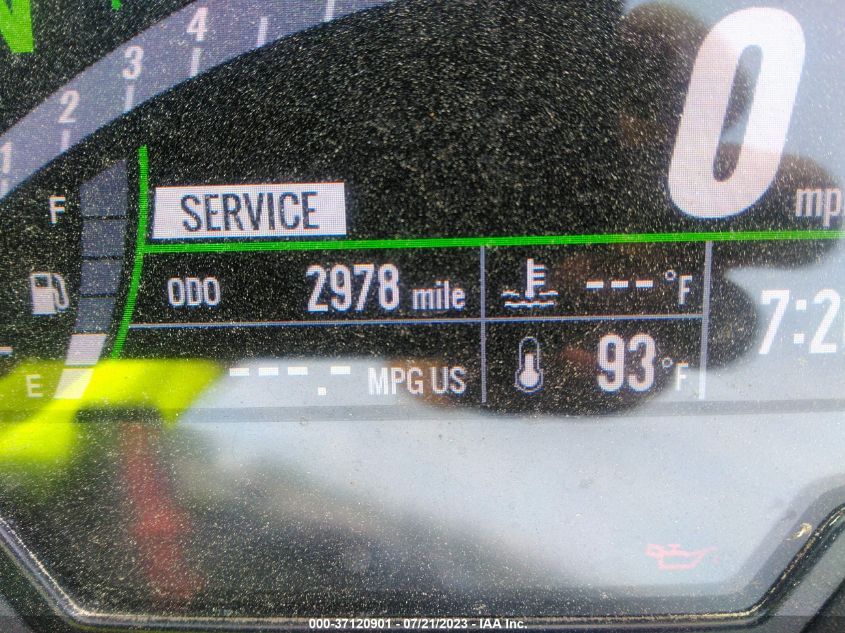 N
4
3
2
1
0
mp
F
SERVICE
ODO 2978 mile
---°F
7:2
E
---.- MPG US
93°F
000-37120901 - 07/21/2023 - IAA Inc.